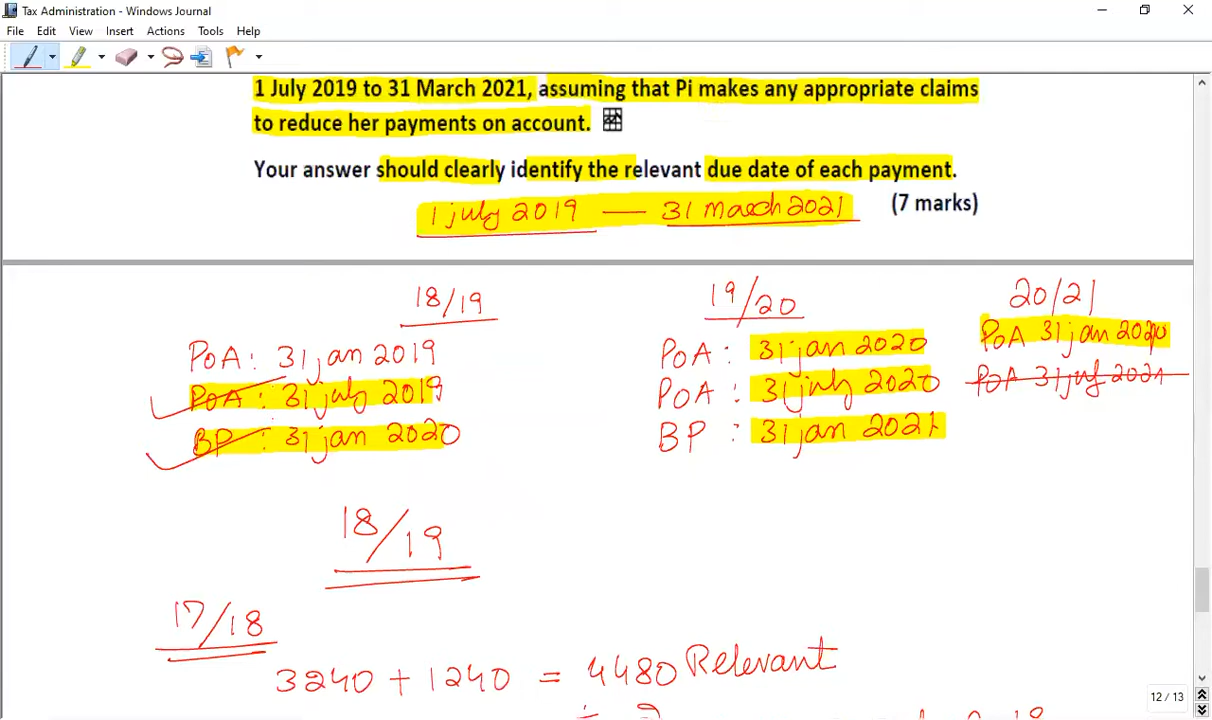 Tax Administration - Windows Journal
File Edit View Insert Actions Tools Help
1 July 2019 to 31 March 2021, assuming that Pi makes any appropriate claims
to reduce her payments on account.
Your answer should clearly identify the relevant due date of each payment.
1 july 2019 — 31 march 2021 (7 marks)
18/19
PoA : 31 jan 2019
PoA : 31 july 2019
BP : 31 jan 2020
19/20
PoA : 31 jan 2020
PoA : 31 july 2020
BP : 31 jan 2021
20/21
PoA 31 jan 2020
PoA 31 july 2021
18/19
17/18
3240 + 1240 = 4480 Relevant
12 / 13